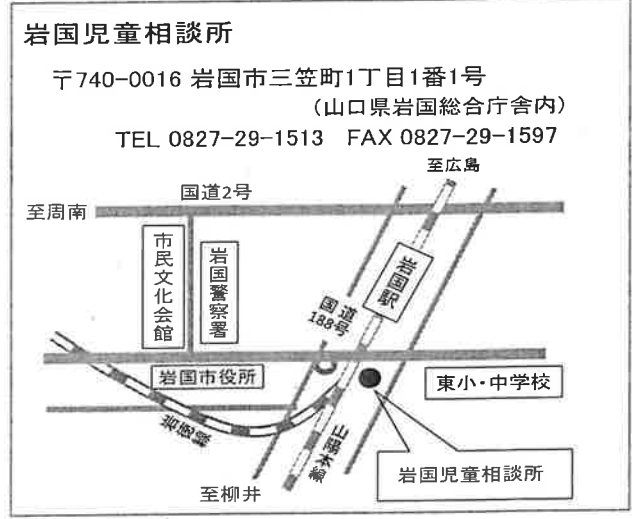 岩国児童相談所
〒740-0016 岩国市三笠町1丁目1番1号
（山口県岩国総合庁舎内）
TEL 0827-29-1513 FAX 0827-29-1597
至広島
国道2号
至周南
市民文化会館
岩国警察署
岩国駅
国道
188号
岩国市役所
東小・中学校
岩徳線
山陽本線
岩国児童相談所
至柳井